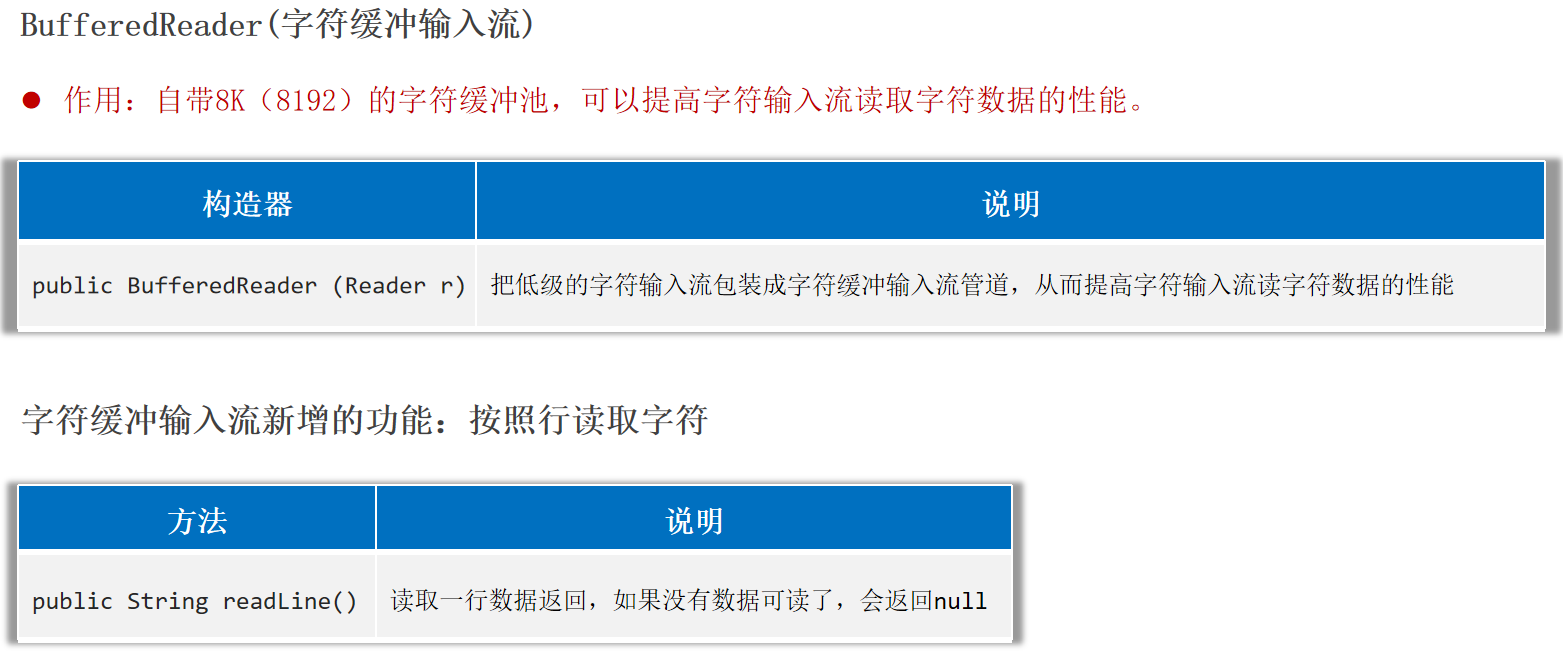 BufferedReader(字符缓冲输入流)
作用：自带8K（8192）的字符缓冲池，可以提高字符输入流读取字符数据的性能。
构造器 说明
public BufferedReader (Reader r) 把低级的字符输入流包装成字符缓冲输入流管道，从而提高字符输入流读字符数据的性能
字符缓冲输入流新增的功能：按照行读取字符
方法 说明
public String readLine() 读取一行数据返回，如果没有数据可读了，会返回null